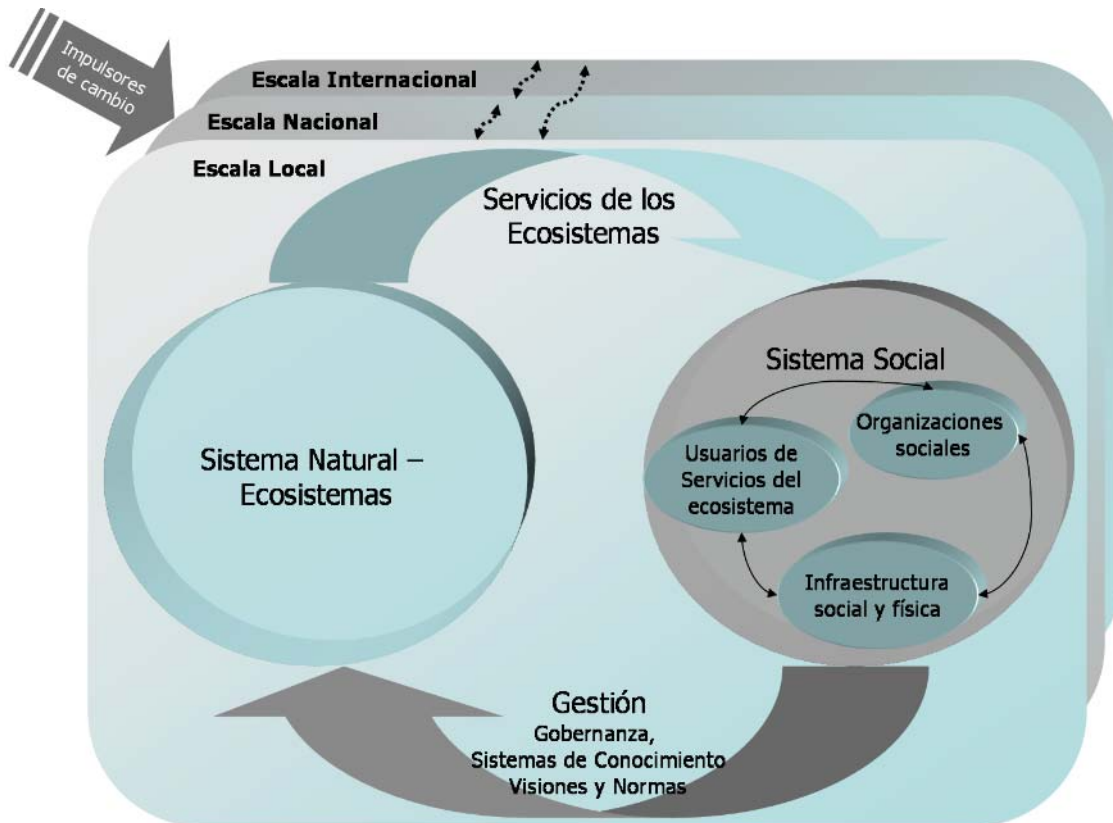 Impulsores
de cambio
Escala Internacional
Escala Nacional
Escala Local
Servicios de los
Ecosistemas
Sistema Natural –
Ecosistemas
Sistema Social
Organizaciones
sociales
Usuarios de
Servicios del
ecosistema
Infraestructura
social y física
Gestión
Gobernanza,
Sistemas de Conocimiento
Visiones y Normas